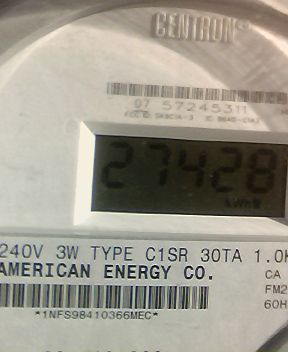 CENTRON®
07 57245311
27428
kWh
240V 3W TYPE C1SR 30TA 1.0
AMERICAN ENERGY CO.
CA
FM2
60H
*1NFS98410366MEC*